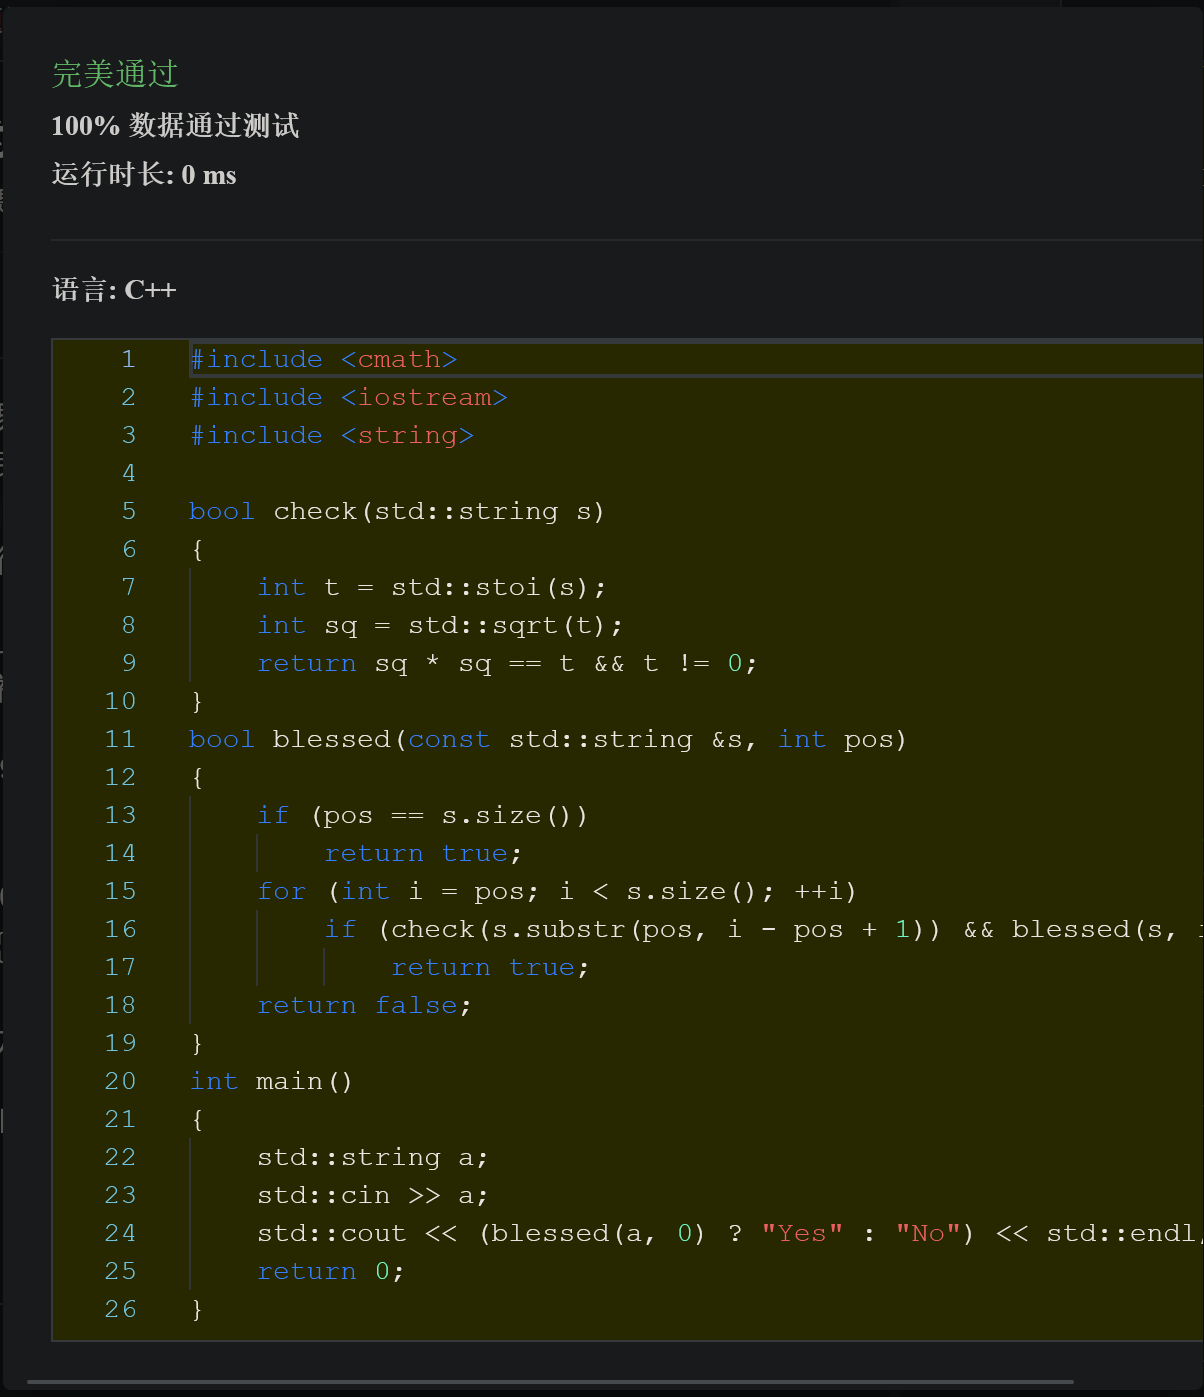 完美通过
100% 数据通过测试
运行时长: 0 ms
语言: C++
1 #include <cmath>
2 #include <iostream>
3 #include <string>
4
5 bool check(std::string s)
6 {
7 int t = std::stoi(s);
8 int sq = std::sqrt(t);
9 return sq * sq == t && t != 0;
10 }
11 bool blessed(const std::string &s, int pos)
12 {
13 if (pos == s.size())
14 return true;
15 for (int i = pos; i < s.size(); ++i)
16 if (check(s.substr(pos, i - pos + 1)) && blessed(s,
17 return true;
18 return false;
19 }
20 int main()
21 {
22 std::string a;
23 std::cin >> a;
24 std::cout << (blessed(a, 0) ? "Yes" : "No") << std::endl
25 return 0;
26 }